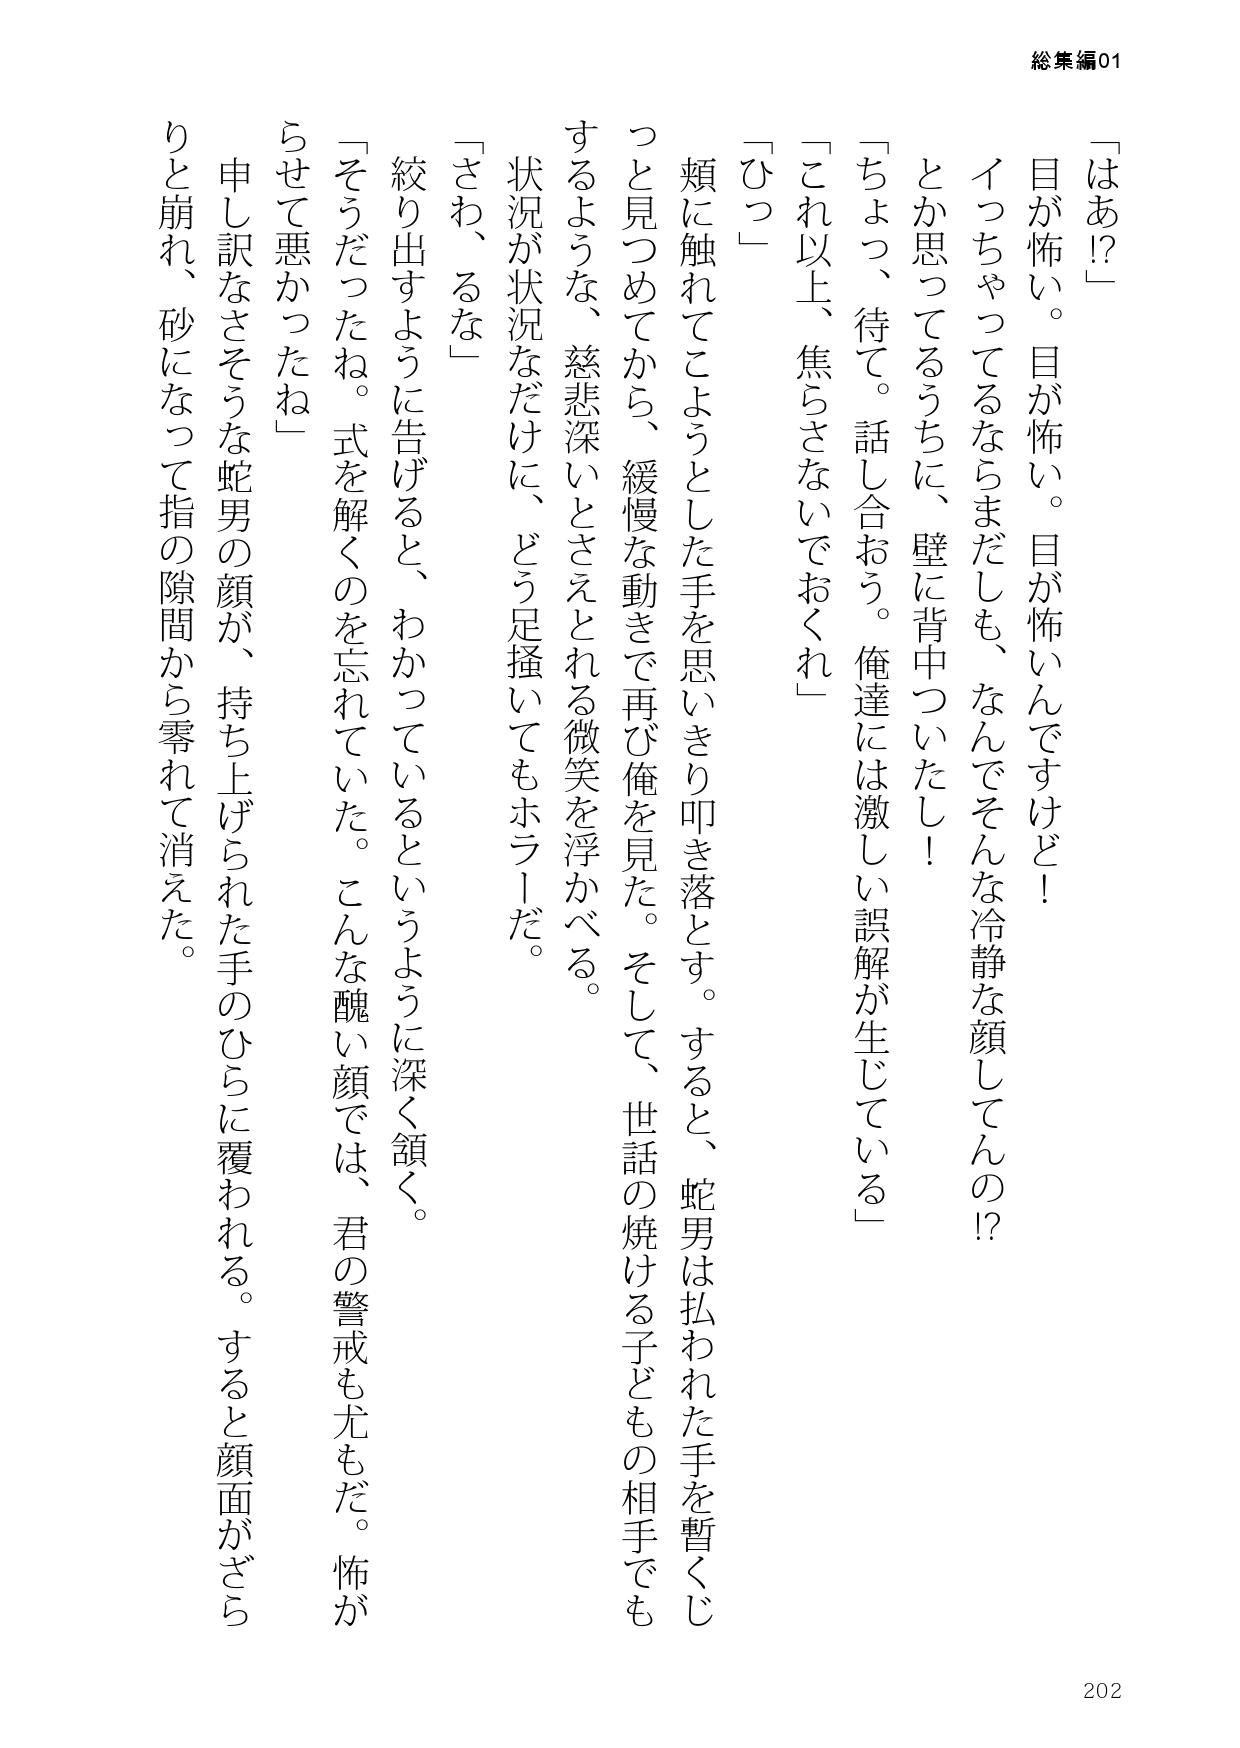 総集編01
「はあ!?」
目が怖い。目が怖い。目が怖いんですけど！
イっちゃってるならまだしも、なんでそんな冷静な顔してんの!?
とか思ってるうちに、壁に背中ついたし！
「ちょっ、待て。話し合おう。俺達には激しい誤解が生じている」
「これ以上、焦らさないでおくれ」
「ひっ」
頬に触れてこようとした手を思いきり叩き落とす。すると、蛇男は払われた手を暫くじ
っと見つめてから、緩慢な動きで再び俺を見た。そして、世話の焼ける子どもの相手でも
するような、慈悲深いとさえとれる微笑を浮かべる。
状況が状況なだけに、どう足掻いてもホラーだ。
「さわ、るな」
絞り出すように告げると、わかっているというように深く頷く。
「そうだったね。式を解くのを忘れていた。こんな醜い顔では、君の警戒も尤もだ。怖が
らせて悪かったね」
申し訳なさそうな蛇男の顔が、持ち上げられた手のひらに覆われる。すると顔面がざら
りと崩れ、砂になって指の隙間から零れて消えた。
202